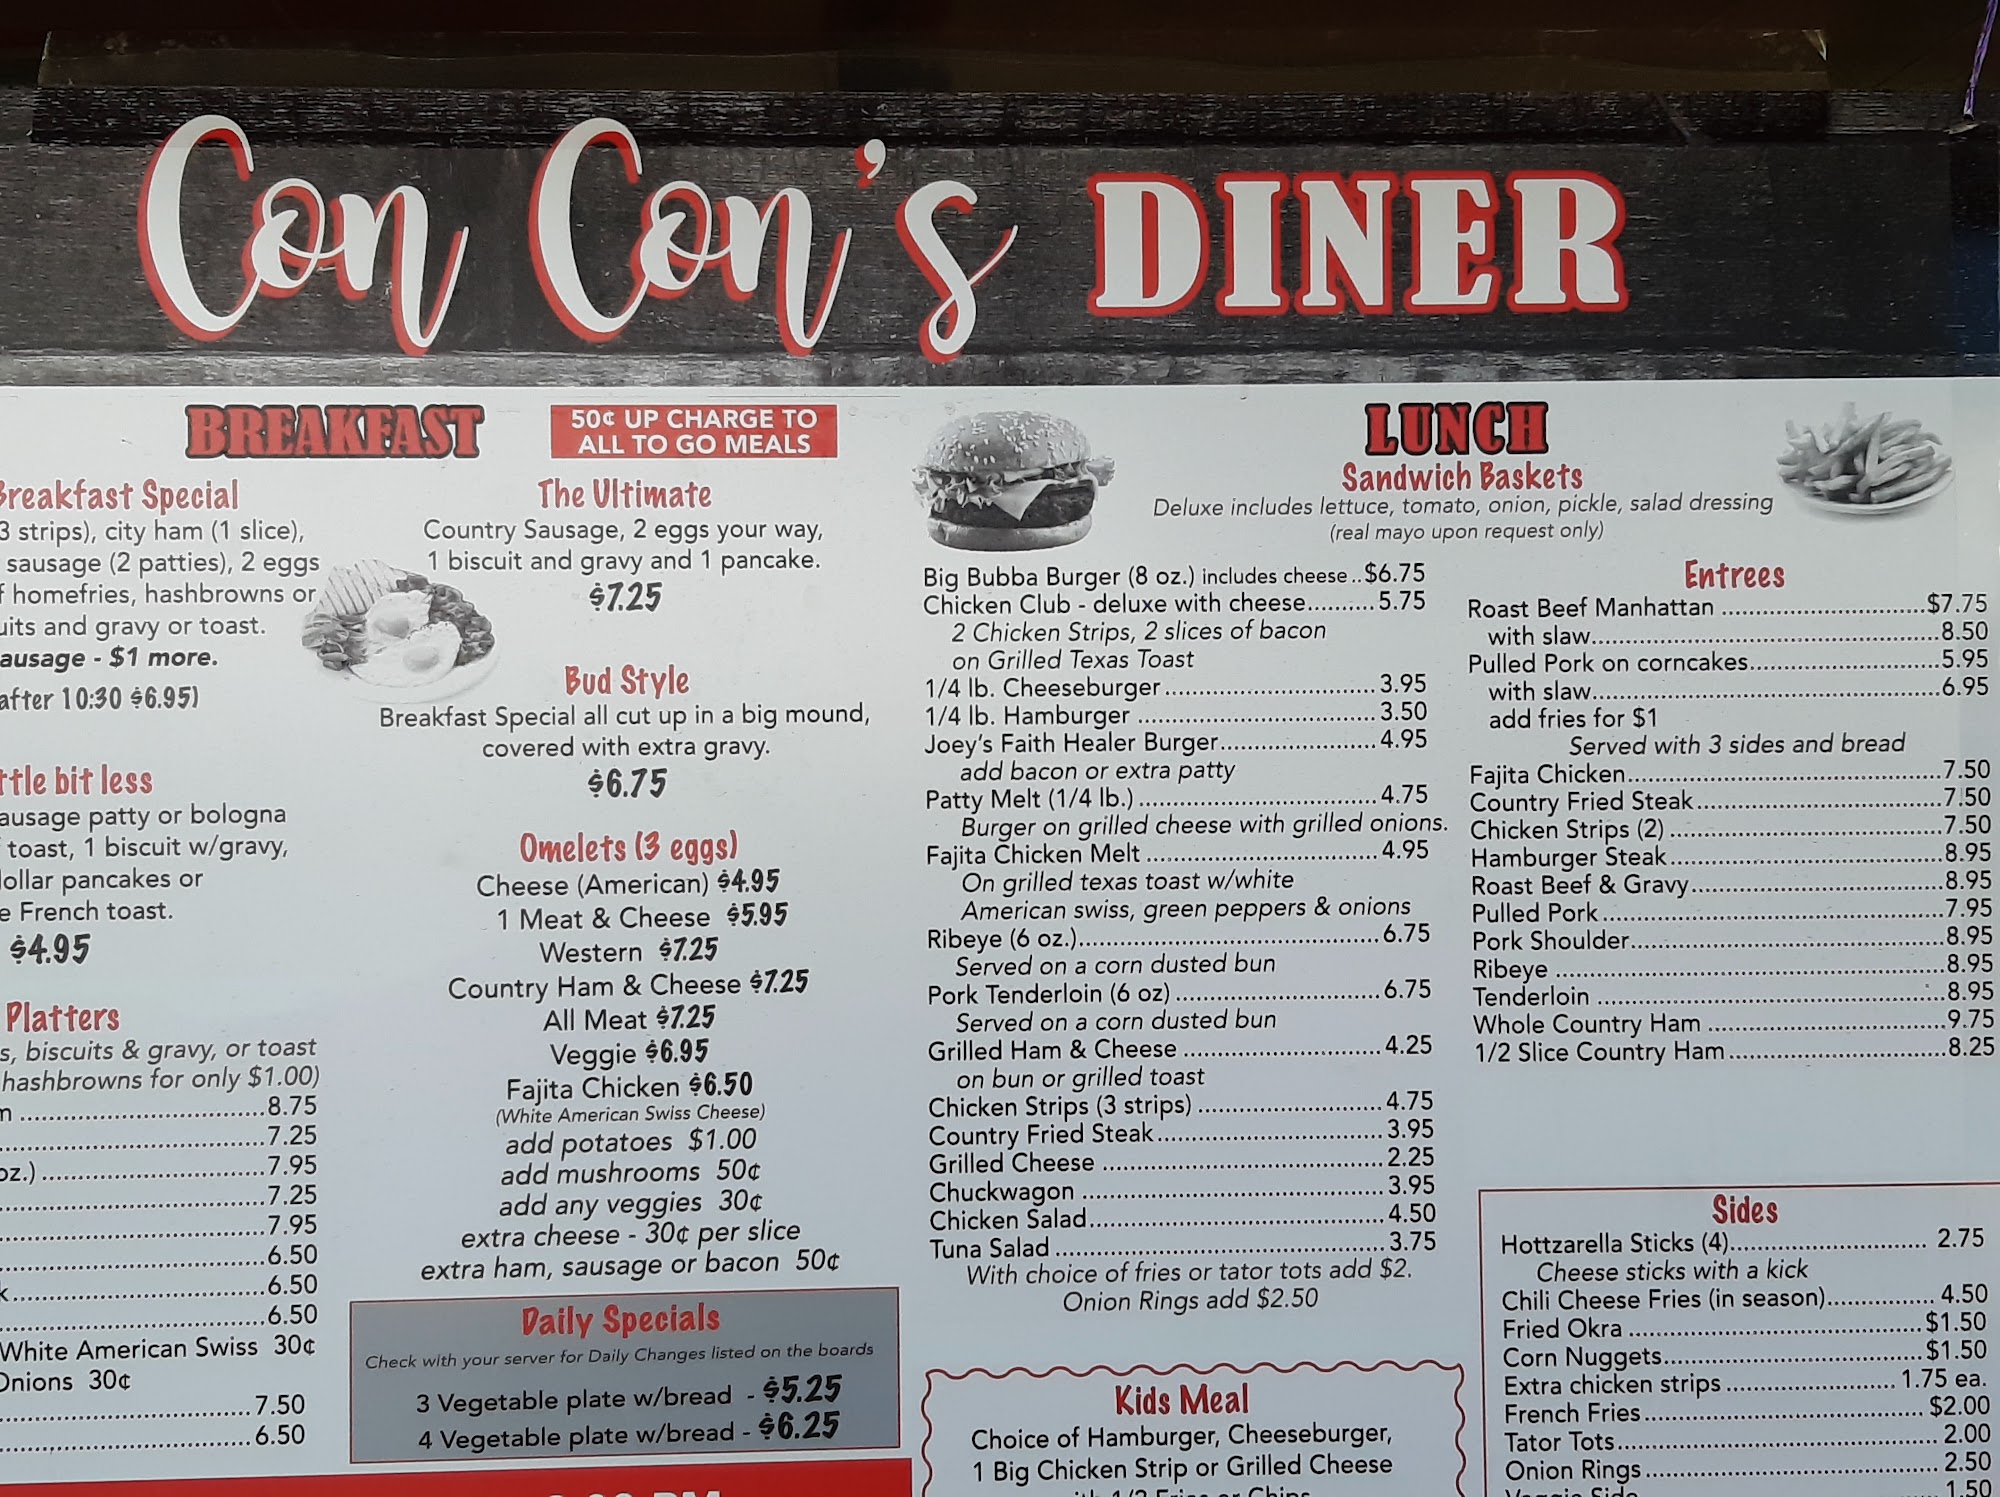 Con Con's DINER
BREAKFAST
50¢ UP CHARGE TO
ALL TO GO MEALS
Breakfast Special
3 strips), city ham (1 slice),
sausage (2 patties), 2 eggs
homefries, hashbrowns or
and gravy or toast.
- $1 more.
after 10:30 $6.95)
bit less
patty or bologna
toast, 1 biscuit w/gravy,
pancakes or
French toast.
$4.95
Platters
biscuits & gravy, or toast
hashbrowns for only $1.00)
8.75
7.25
7.95
7.25
7.95
6.50
6.50
6.50
White American Swiss 30¢
Onions 30¢
7.50
6.50
The Ultimate
Country Sausage, 2 eggs your way,
1 biscuit and gravy and 1 pancake.
$7.25
Bud Style
Breakfast Special all cut up in a big mound,
covered with extra gravy.
$6.75
Omelets (3 eggs)
Cheese (American) $4.95
1 Meat & Cheese $5.95
Western $7.25
Country Ham & Cheese $7.25
All Meat $7.25
Veggie $6.95
Fajita Chicken $6.50
(White American Swiss Cheese)
add potatoes $1.00
add mushrooms 50¢
add any veggies 30¢
extra cheese - 30¢ per slice
extra ham, sausage or bacon 50¢
Daily Specials
Check with your server for Daily Changes listed on the boards
3 Vegetable plate w/bread - $5.25
4 Vegetable plate w/bread - $6.25
LUNCH
Sandwich Baskets
Deluxe includes lettuce, tomato, onion, pickle, salad dressing
(real mayo upon request only)
Big Bubba Burger (8 oz.) includes cheese..$6.75
Chicken Club - deluxe with cheese..........5.75
2 Chicken Strips, 2 slices of bacon
on Grilled Texas Toast
1/4 lb. Cheeseburger..............................3.95
1/4 lb. Hamburger ..................................3.50
Joey's Faith Healer Burger......................4.95
add bacon or extra patty
Patty Melt (1/4 lb.) ..................................4.75
Burger on grilled cheese with grilled onions.
Fajita Chicken Melt .................................4.95
On grilled texas toast w/white
American swiss, green peppers & onions
Ribeye (6 oz.)...........................................6.75
Served on a corn dusted bun
Pork Tenderloin (6 oz) .............................6.75
Served on a corn dusted bun
Grilled Ham & Cheese ............................4.25
on bun or grilled toast
Chicken Strips (3 strips) ..........................4.75
Country Fried Steak................................3.95
Grilled Cheese ........................................2.25
Chuckwagon ...........................................3.95
Chicken Salad..........................................4.50
Tuna Salad ...............................................3.75
With choice of fries or tator tots add $2.
Onion Rings add $2.50
Kids Meal
Choice of Hamburger, Cheeseburger,
1 Big Chicken Strip or Grilled Cheese
with 1/2 Fries or Chips
Entrees
Roast Beef Manhattan .............................$7.75
with slaw..................................................8.50
Pulled Pork on corncakes...........................5.95
with slaw..................................................6.95
add fries for $1
Served with 3 sides and bread
Fajita Chicken.............................................7.50
Country Fried Steak...................................7.50
Chicken Strips (2) .......................................7.50
Hamburger Steak.......................................8.95
Roast Beef & Gravy....................................8.95
Pulled Pork .................................................7.95
Pork Shoulder.............................................8.95
Ribeye ........................................................8.95
Tenderloin ..................................................8.95
Whole Country Ham ..................................9.75
1/2 Slice Country Ham...............................8.25
Sides
Hottzarella Sticks (4)............................ 2.75
Cheese sticks with a kick
Chili Cheese Fries (in season)............... 4.50
Fried Okra ..........................................$1.50
Corn Nuggets.....................................$1.50
Extra chicken strips ........................ 1.75 ea.
French Fries........................................$2.00
Tator Tots............................................. 2.00
Onion Rings......................................... 2.50
Veggie Side 1.50